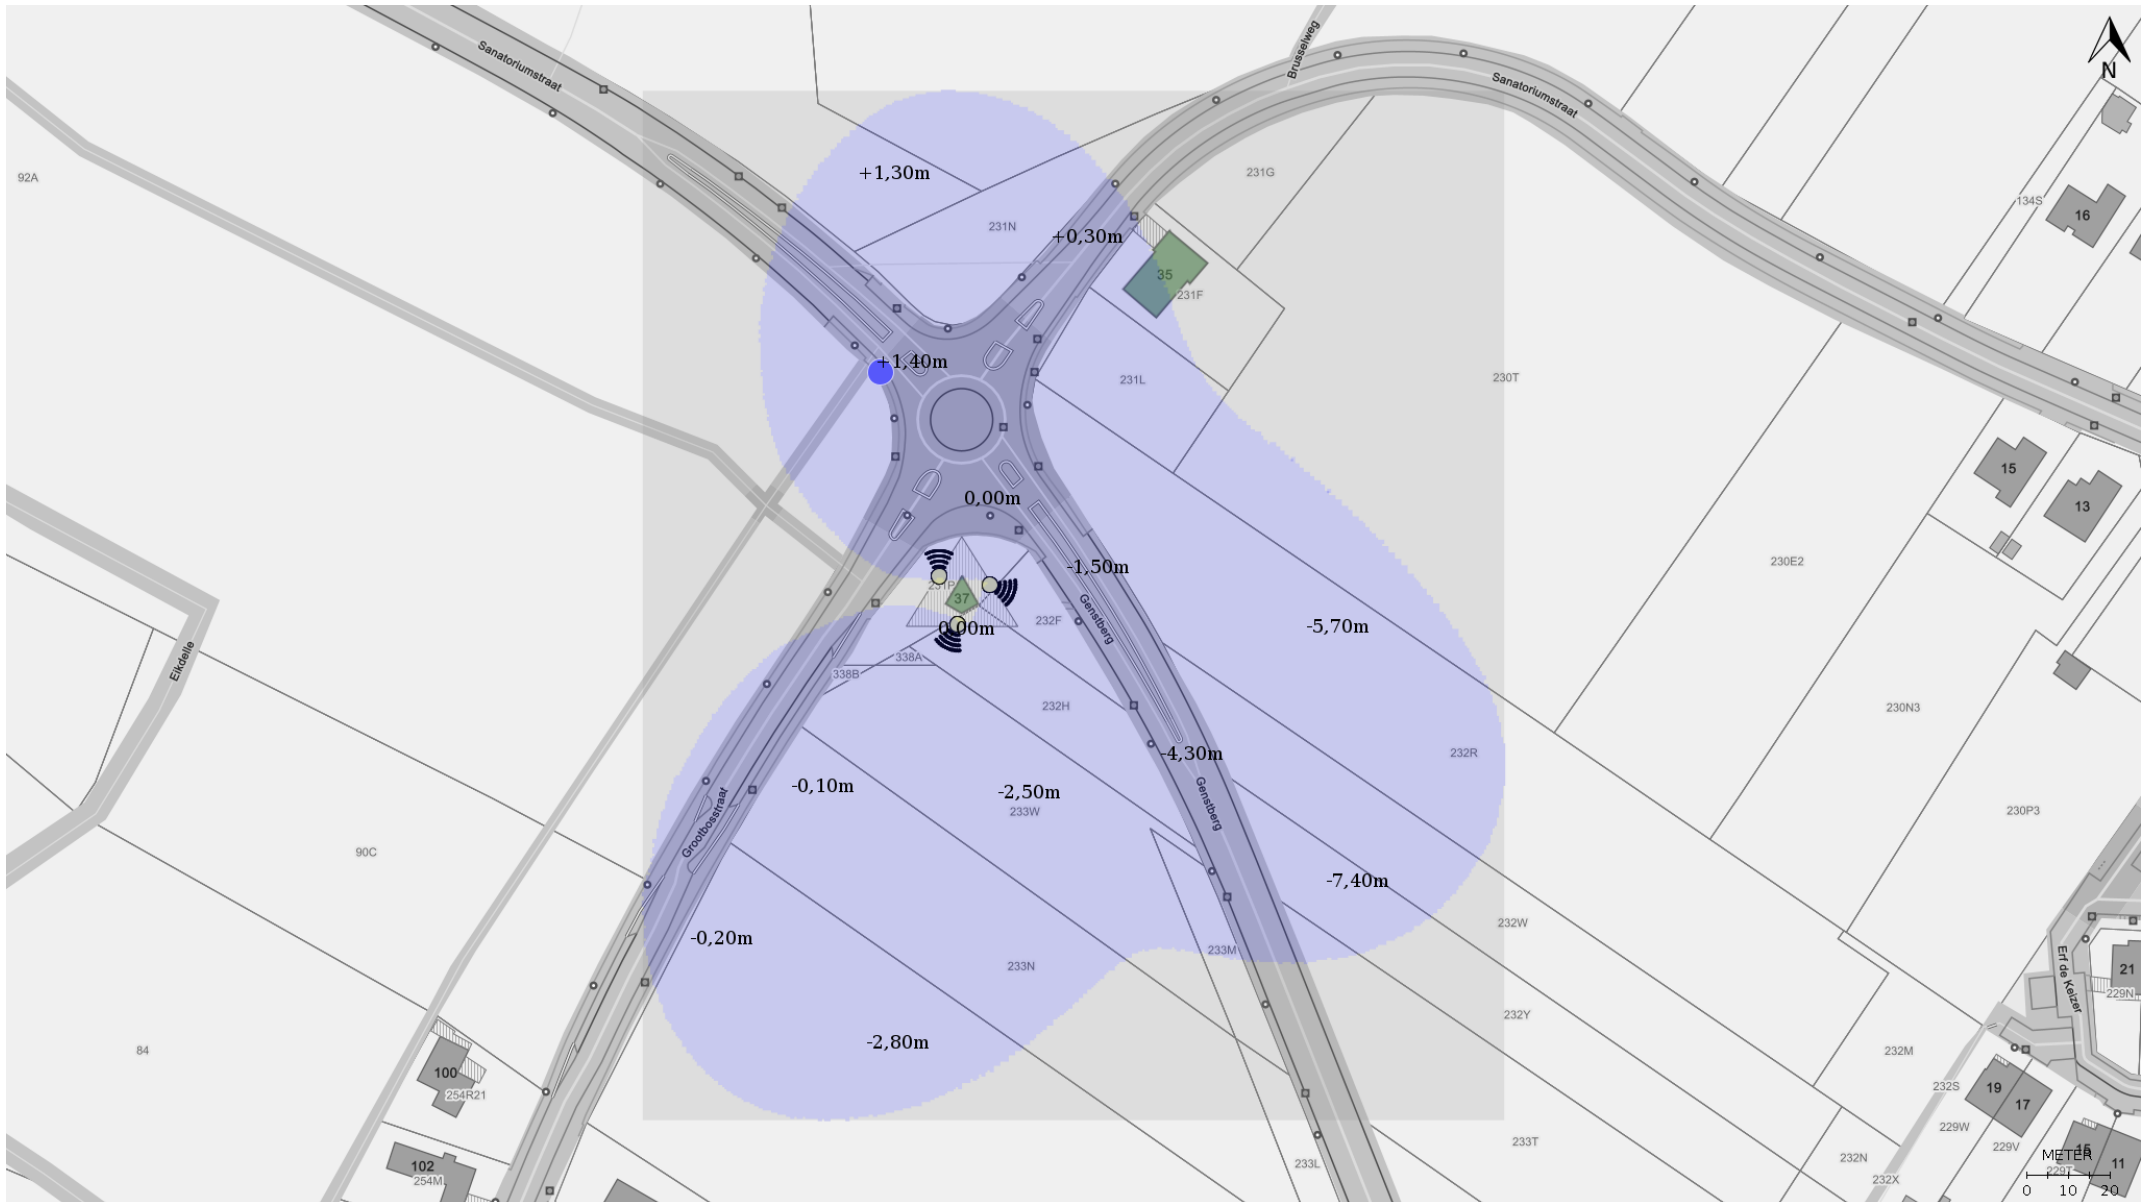 Sanatoriumstraat
Brusselweg
Sanatoriumstraat
N
92A
+1,30m
231G
134S
16
231N
+0,30m
35
231F
+1,40m
231L
230T
15
13
0,00m
-1,50m
230E2
231P
37
Genstberg
232F
-5,70m
0,00m
338A
338B
Eikdelle
232H
230N3
-4,30m
232R
-0,10m
-2,50m
233W
Genstberg
230P3
Grootbosstraat
90C
-7,40m
232W
-0,20m
233M
233N
Erf de Keizer
21
229N
232Y
-2,80m
84
232M
100
254R21
232S
19
17
229W
233T
229V
15
METER
11
102
254M
233L
232N
229T
232X
0 10 20